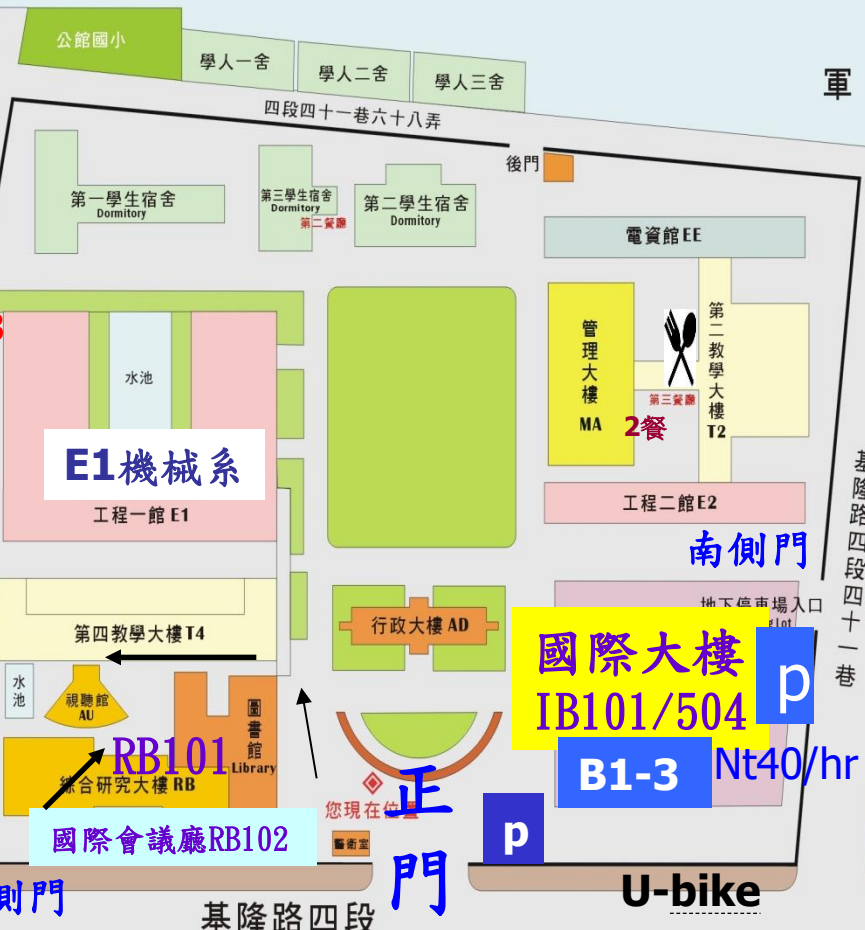 公館國小
學人一舍
學人二舍
學人三舍
軍
四段四十一巷六十八弄
後門
第一學生宿舍
Dormitory
第三學生宿舍
Dormitory
第二餐廳
第二學生宿舍
Dormitory
電資館EE
管理大樓
MA
第二教學大樓
T2
第三餐廳
2餐
水池
E1機械系
工程一館 E1
工程二館E2
南側門
基隆路四段四十一巷
地下停車場入口
第四教學大樓T4
行政大樓 AD
國際大樓
IB101/504
p
水池
視聽館
AU
圖書館
Library
RB101
綜合研究大樓 RB
B1-3
Nt40/hr
您現在位置
正門
國際會議廳RB102
警衛室
p
側門
U-bike
基隆路四段